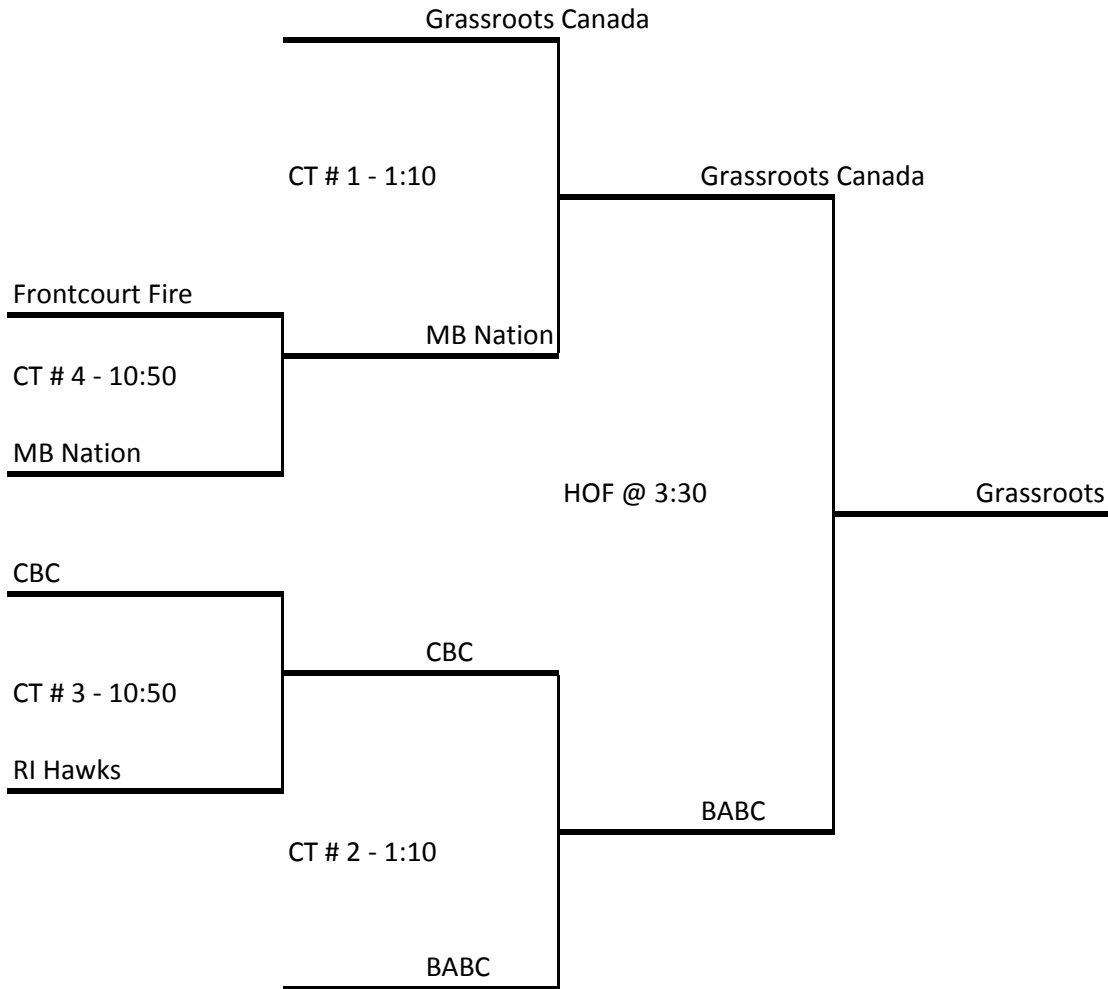 Grassroots Canada
CT # 1 - 1:10
Grassroots Canada
Frontcourt Fire
MB Nation
CT # 4 - 10:50
MB Nation
HOF @ 3:30
Grassroots
CBC
CBC
CT # 3 - 10:50
RI Hawks
BABC
CT # 2 - 1:10
BABC